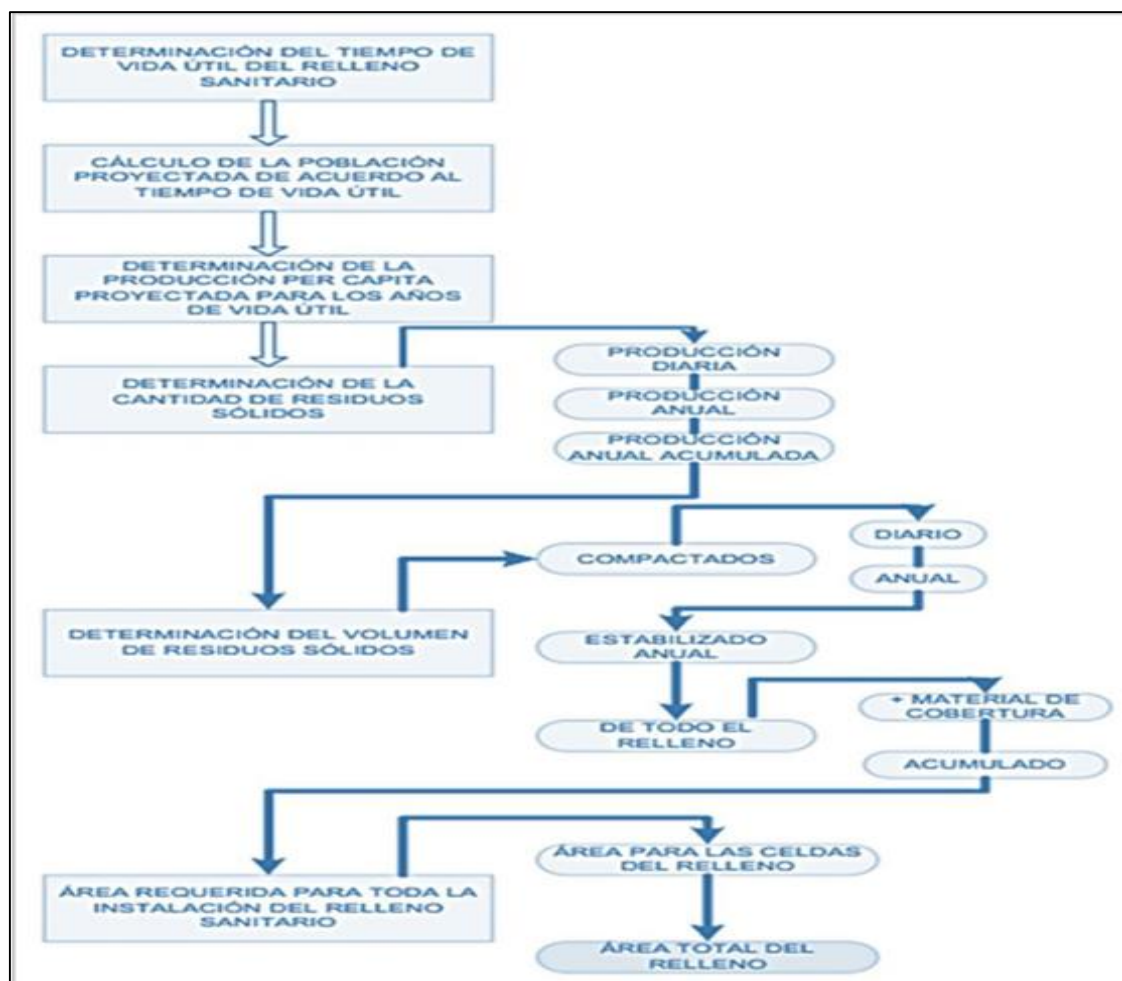 DETERMINACIÓN DEL TIEMPO DE
VIDA ÚTIL DEL RELLENO
SANITARIO
CÁLCULO DE LA POBLACIÓN
PROYECTADA DE ACUERDO AL
TIEMPO DE VIDA ÚTIL
DETERMINACIÓN DE LA
PRODUCCIÓN PER CAPITA
PROYECTADA PARA LOS AÑOS
DE VIDA ÚTIL
DETERMINACIÓN DE LA
CANTIDAD DE RESIDUOS
SÓLIDOS
PRODUCCIÓN
DIARIA
PRODUCCIÓN
ANUAL
PRODUCCIÓN
ANUAL ACUMULADA
DETERMINACIÓN DEL VOLUMEN
DE RESIDUOS SÓLIDOS
COMPACTADOS
DIARIO
ANUAL
ESTABILIZADO
ANUAL
DE TODO EL
RELLENO
+ MATERIAL DE
COBERTURA
ACUMULADO
ÁREA REQUERIDA PARA TODA LA
INSTALACIÓN DEL RELLENO
SANITARIO
ÁREA PARA LAS CELDAS
DEL RELLENO
ÁREA TOTAL DEL
RELLENO